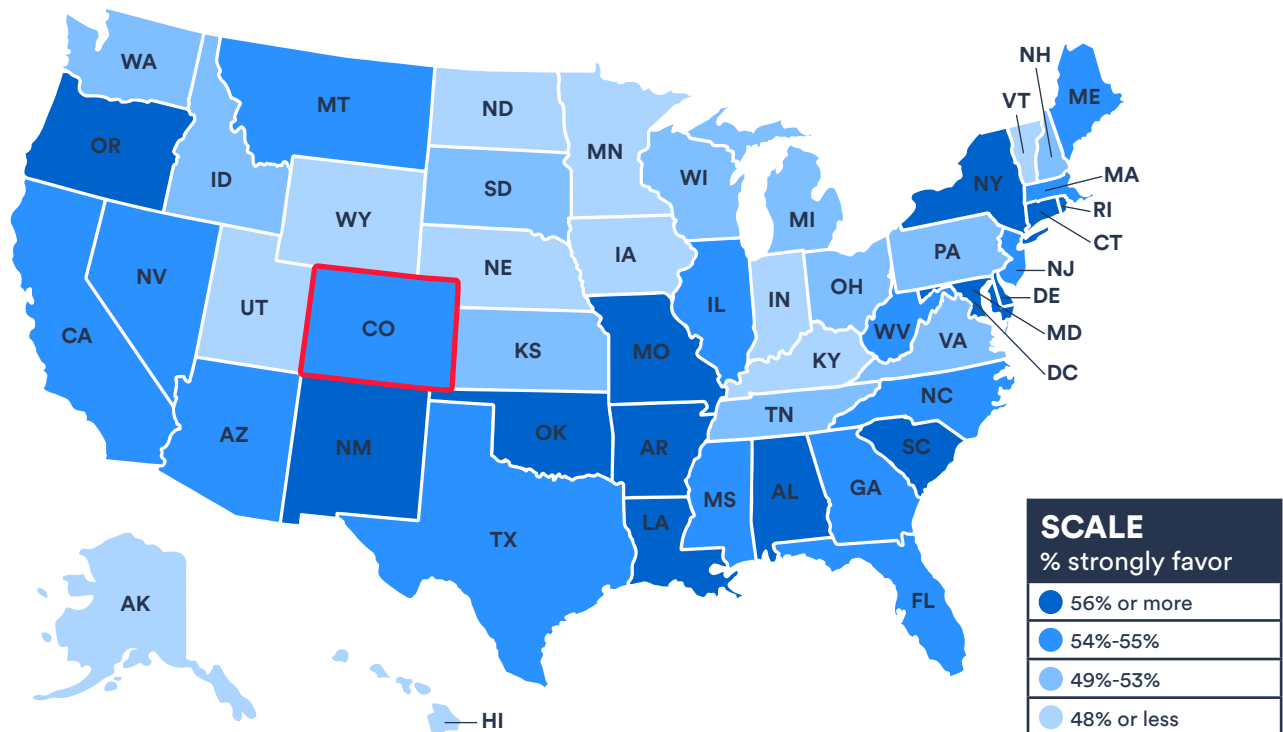 NH
WA
ME
VT
MT
ND
OR
MN
ID
SD
WI
NY
MA
WY
MI
RI
CT
PA
NE
IA
NJ
NV
OH
DE
UT
IN
IL
CO
WV
MD
CA
VA
KS
MO
KY
DC
NC
TN
AZ
OK
NM
AR
SC
GA
AL
MS
LA
TX
SCALE
% strongly favor
AK
FL
56% or more
54%-55%
49%-53%
48% or less
HI